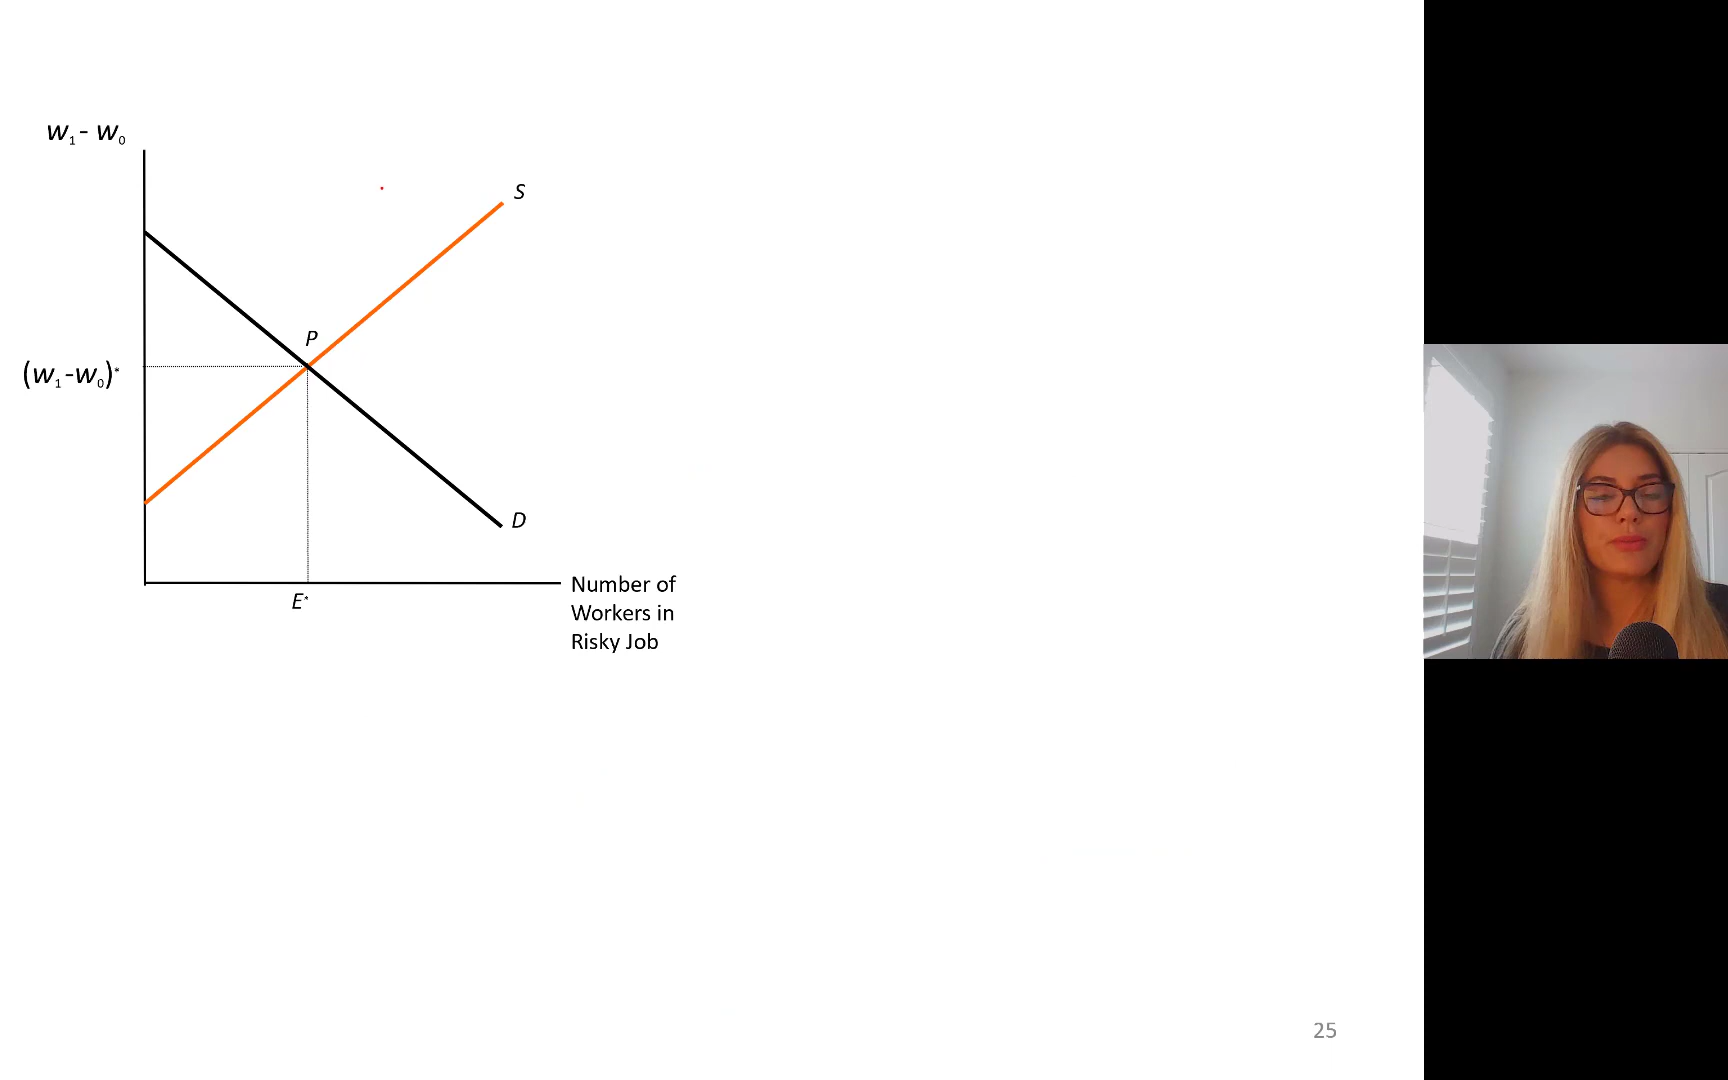 w₁ - w₀
S
P
(w₁ -w₀)*
D
E*
Number of
Workers in
Risky Job
25